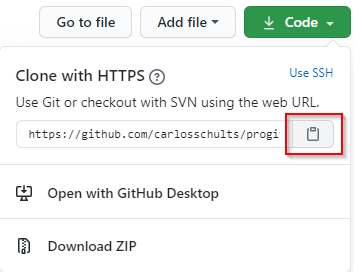 Go to file Add file Code
Clone with HTTPS Use SSH
Use Git or checkout with SVN using the web URL.
https://github.com/carlosschults/progi
Open with GitHub Desktop
Download ZIP